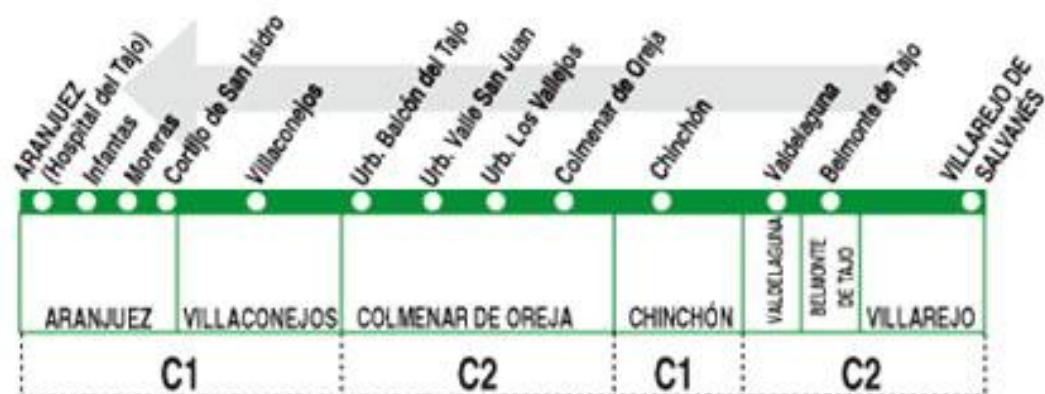 ARANJUEZ
(Hospital del Tajo)
Infantas
Moreras
Cortijo de San Isidro
Villaconejos
Urb. Balcón del Tajo
Urb. Valle San Juan
Urb. Los Vallejos
Colmenar de Oreja
Chinchón
Valdelaguna
Belmonte de Tajo
VILLAREJO DE
SALVANÉS
ARANJUEZ
VILLACONEJOS
COLMENAR DE OREJA
CHINCHÓN
VALDELAGUNA
BELMONTE
DE TAJO
VILLAREJO
C1
C2
C1
C2